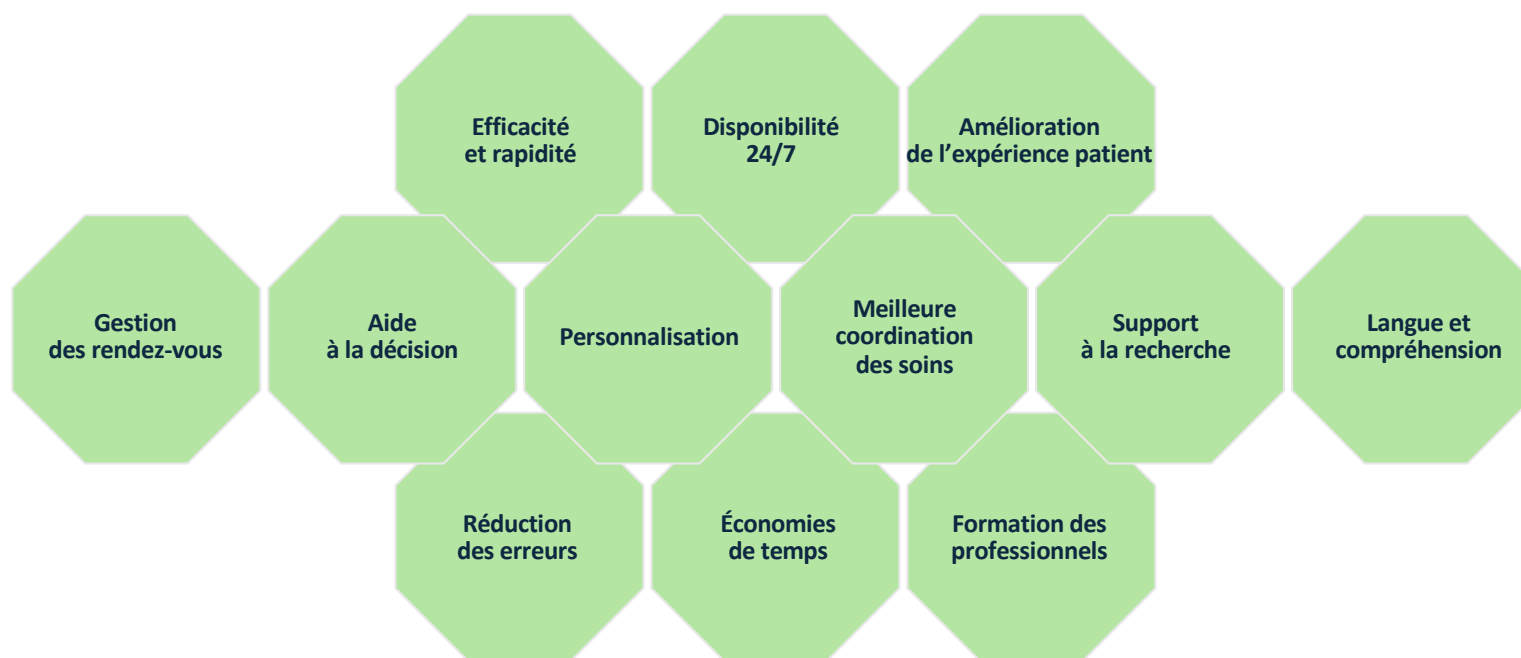 Efficacité
et rapidité
Disponibilité
24/7
Amélioration
de l’expérience patient
Gestion
des rendez-vous
Aide
à la décision
Personnalisation
Meilleure
coordination
des soins
Support
à la recherche
Langue et
compréhension
Réduction
des erreurs
Économies
de temps
Formation des
professionnels